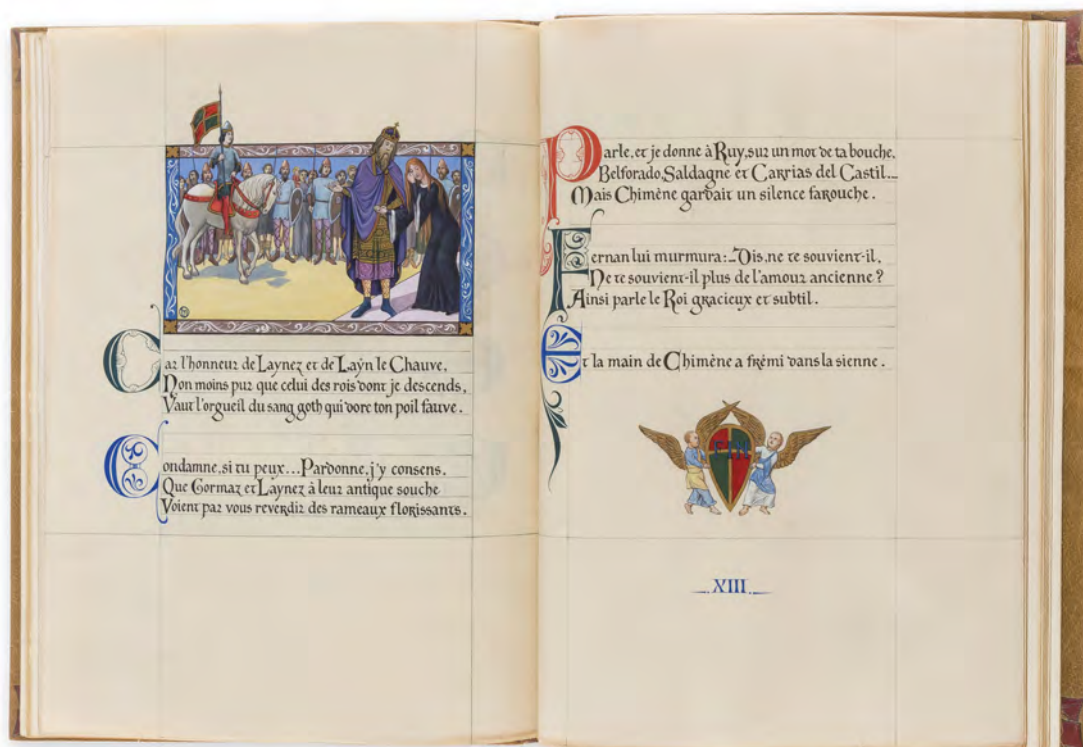 Car l'honneur de Laynez et de Laÿn le Chauve,
Non moins pur que celui des rois dont je descends,
Vaut l'orgueil du sang goth qui dore ton poil fauve.
Condamne, si tu peux... Pardonne, j'y consens.
Que Gormaz et Laynez à leur antique souche
Voient par vous reverdir des rameaux florissants.
Parle, et je donne à Ruy, sur un mot de ta bouche,
Belforado, Saldagne et Carrias del Castil._
Mais Chimène gardait un silence farouche.
Fernan lui murmura:_Dis, ne te souvient-il,
Ne te souvient-il plus de l'amour ancienne?
Ainsi parle le Roi gracieux et subtil.
Et la main de Chimène a frémi dans la sienne.
FIN
XIII